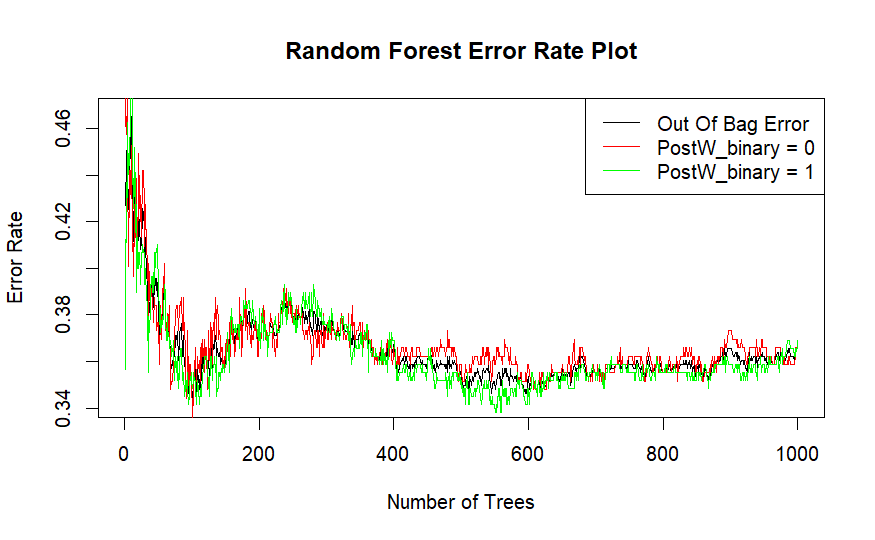 Random Forest Error Rate Plot
Out Of Bag Error
PostW_binary = 0
PostW_binary = 1
Error Rate
0.46
0.42
0.38
0.34
0 200 400 600 800 1000
Number of Trees